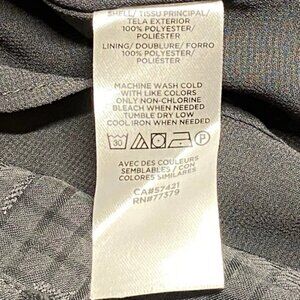 SHELL/ TISSU PRINCIPAL/
TELA EXTERIOR
100% POLYESTER/
POLIÉSTER
LINING/ DOUBLURE/ FORRO
100% POLYESTER/
POLIÉSTER
MACHINE WASH COLD
WITH LIKE COLORS
ONLY NON-CHLORINE
BLEACH WHEN NEEDED
TUMBLE DRY LOW
COOL IRON WHEN NEEDED
30 P
AVEC DES COULEURS
SEMBLABLES / CON
COLORES SIMILARES
CA#57421
RN#77379